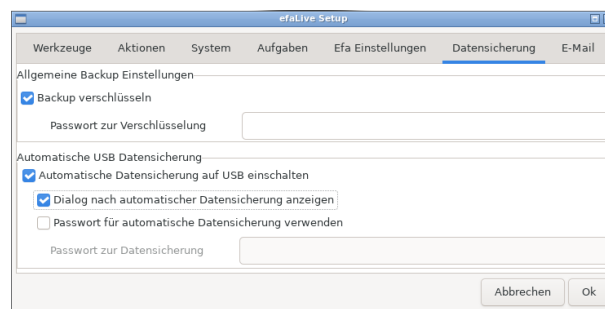 efaLive Setup
Werkzeuge Aktionen System Aufgaben Efa Einstellungen Datensicherung E-Mail
Allgemeine Backup Einstellungen
Backup verschlüsseln
Passwort zur Verschlüsselung
Automatische USB Datensicherung
Automatische Datensicherung auf USB einschalten
Dialog nach automatischer Datensicherung anzeigen
Passwort für automatische Datensicherung verwenden
Passwort zur Datensicherung
Abbrechen Ok